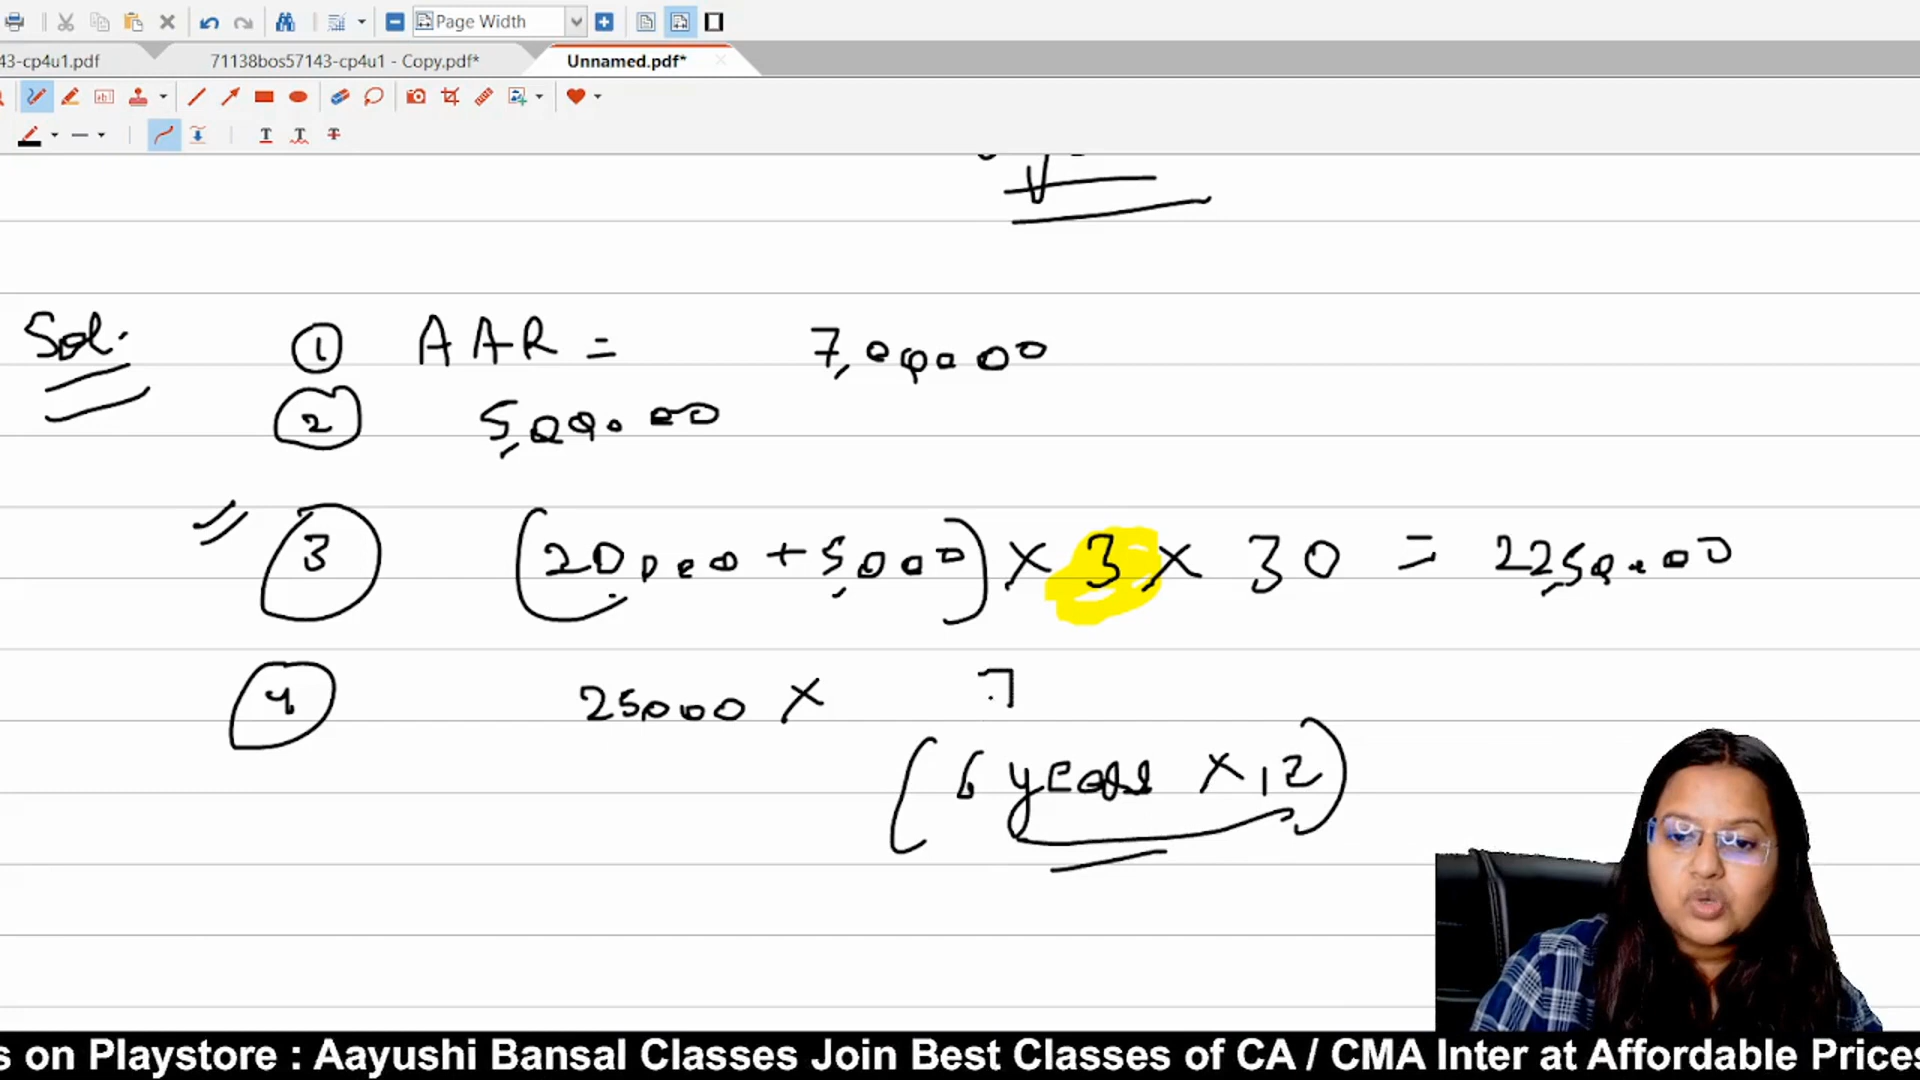 Page Width
43-cp4u1.pdf
71138bos57143-cp4u1 - Copy.pdf*
Unnamed.pdf*
Sol.
1 AAR = 7,00,000
2 5,00,000
3 (20,000 + 5,000) × 3 × 30 = 22,50,000
4 25000 × 7
(6 years × 12)
s on Playstore : Aayushi Bansal Classes Join Best Classes of CA / CMA Inter at Affordable Prices